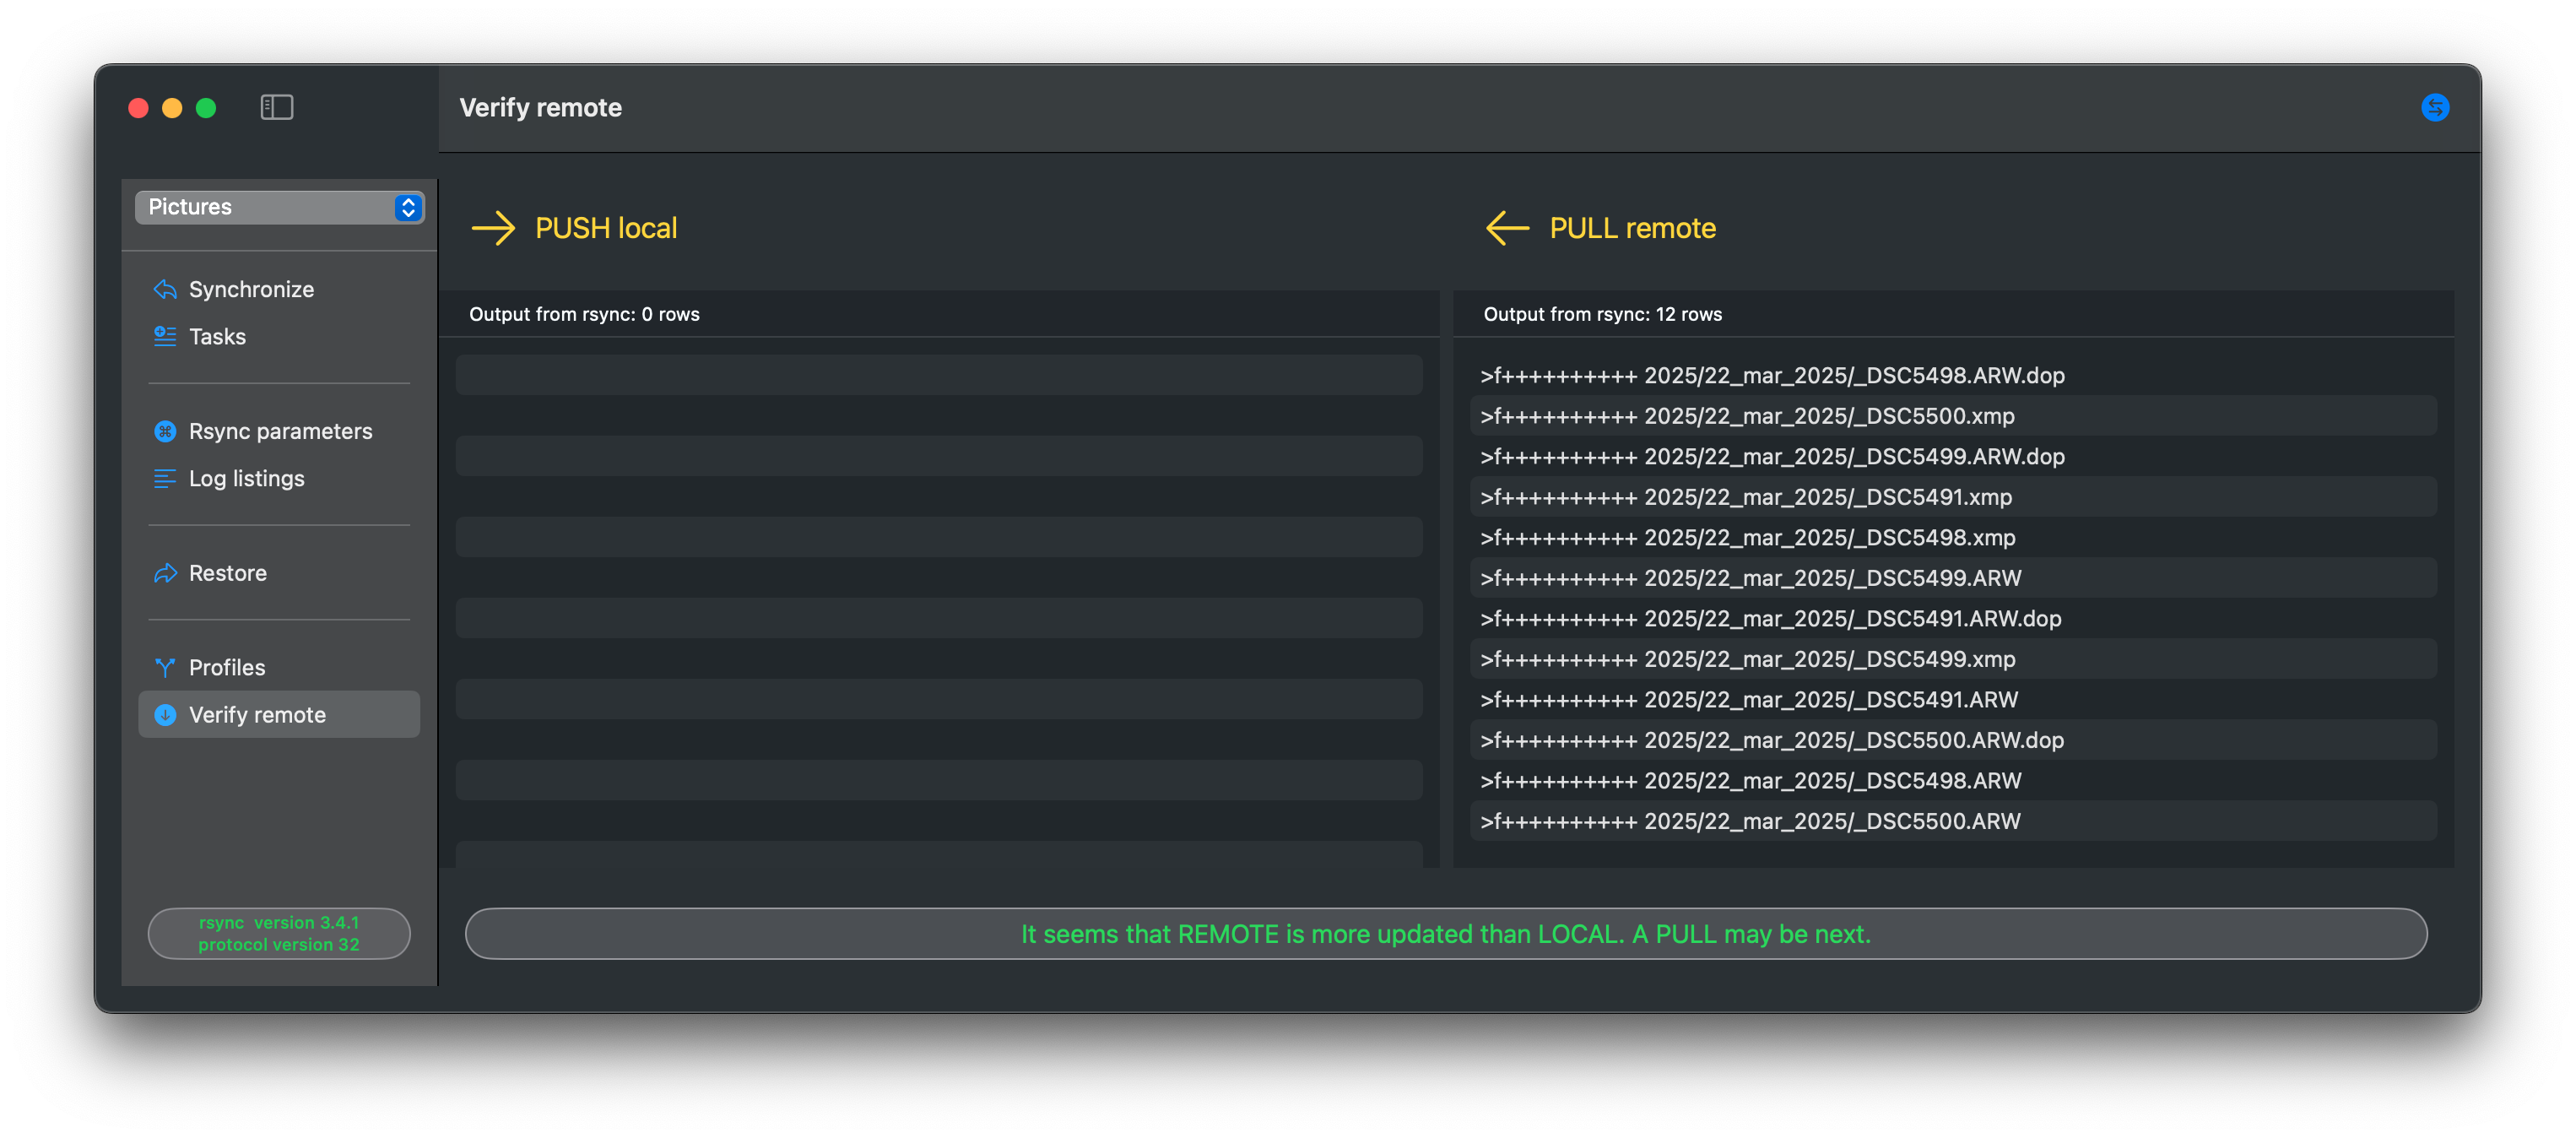 Verify remote
Pictures
Synchronize
Tasks
Rsync parameters
Log listings
Restore
Profiles
Verify remote
rsync  version 3.4.1
protocol version 32
PUSH local
Output from rsync: 0 rows
PULL remote
Output from rsync: 12 rows
>f++++++++++ 2025/22_mar_2025/_DSC5498.ARW.dop
>f++++++++++ 2025/22_mar_2025/_DSC5500.xmp
>f++++++++++ 2025/22_mar_2025/_DSC5499.ARW.dop
>f++++++++++ 2025/22_mar_2025/_DSC5491.xmp
>f++++++++++ 2025/22_mar_2025/_DSC5498.xmp
>f++++++++++ 2025/22_mar_2025/_DSC5499.ARW
>f++++++++++ 2025/22_mar_2025/_DSC5491.ARW.dop
>f++++++++++ 2025/22_mar_2025/_DSC5499.xmp
>f++++++++++ 2025/22_mar_2025/_DSC5491.ARW
>f++++++++++ 2025/22_mar_2025/_DSC5500.ARW.dop
>f++++++++++ 2025/22_mar_2025/_DSC5498.ARW
>f++++++++++ 2025/22_mar_2025/_DSC5500.ARW
It seems that REMOTE is more updated than LOCAL. A PULL may be next.